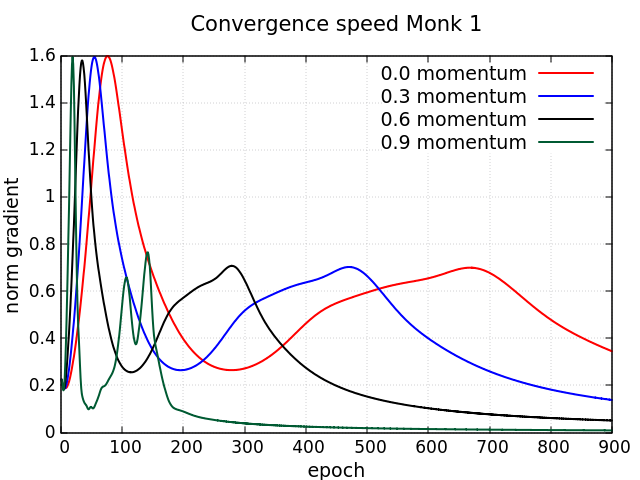 Convergence speed Monk 1
1.6
1.4
1.2
1
0.8
0.6
0.4
0.2
0
norm gradient
0.0 momentum
0.3 momentum
0.6 momentum
0.9 momentum
0 100 200 300 400 500 600 700 800 900
epoch